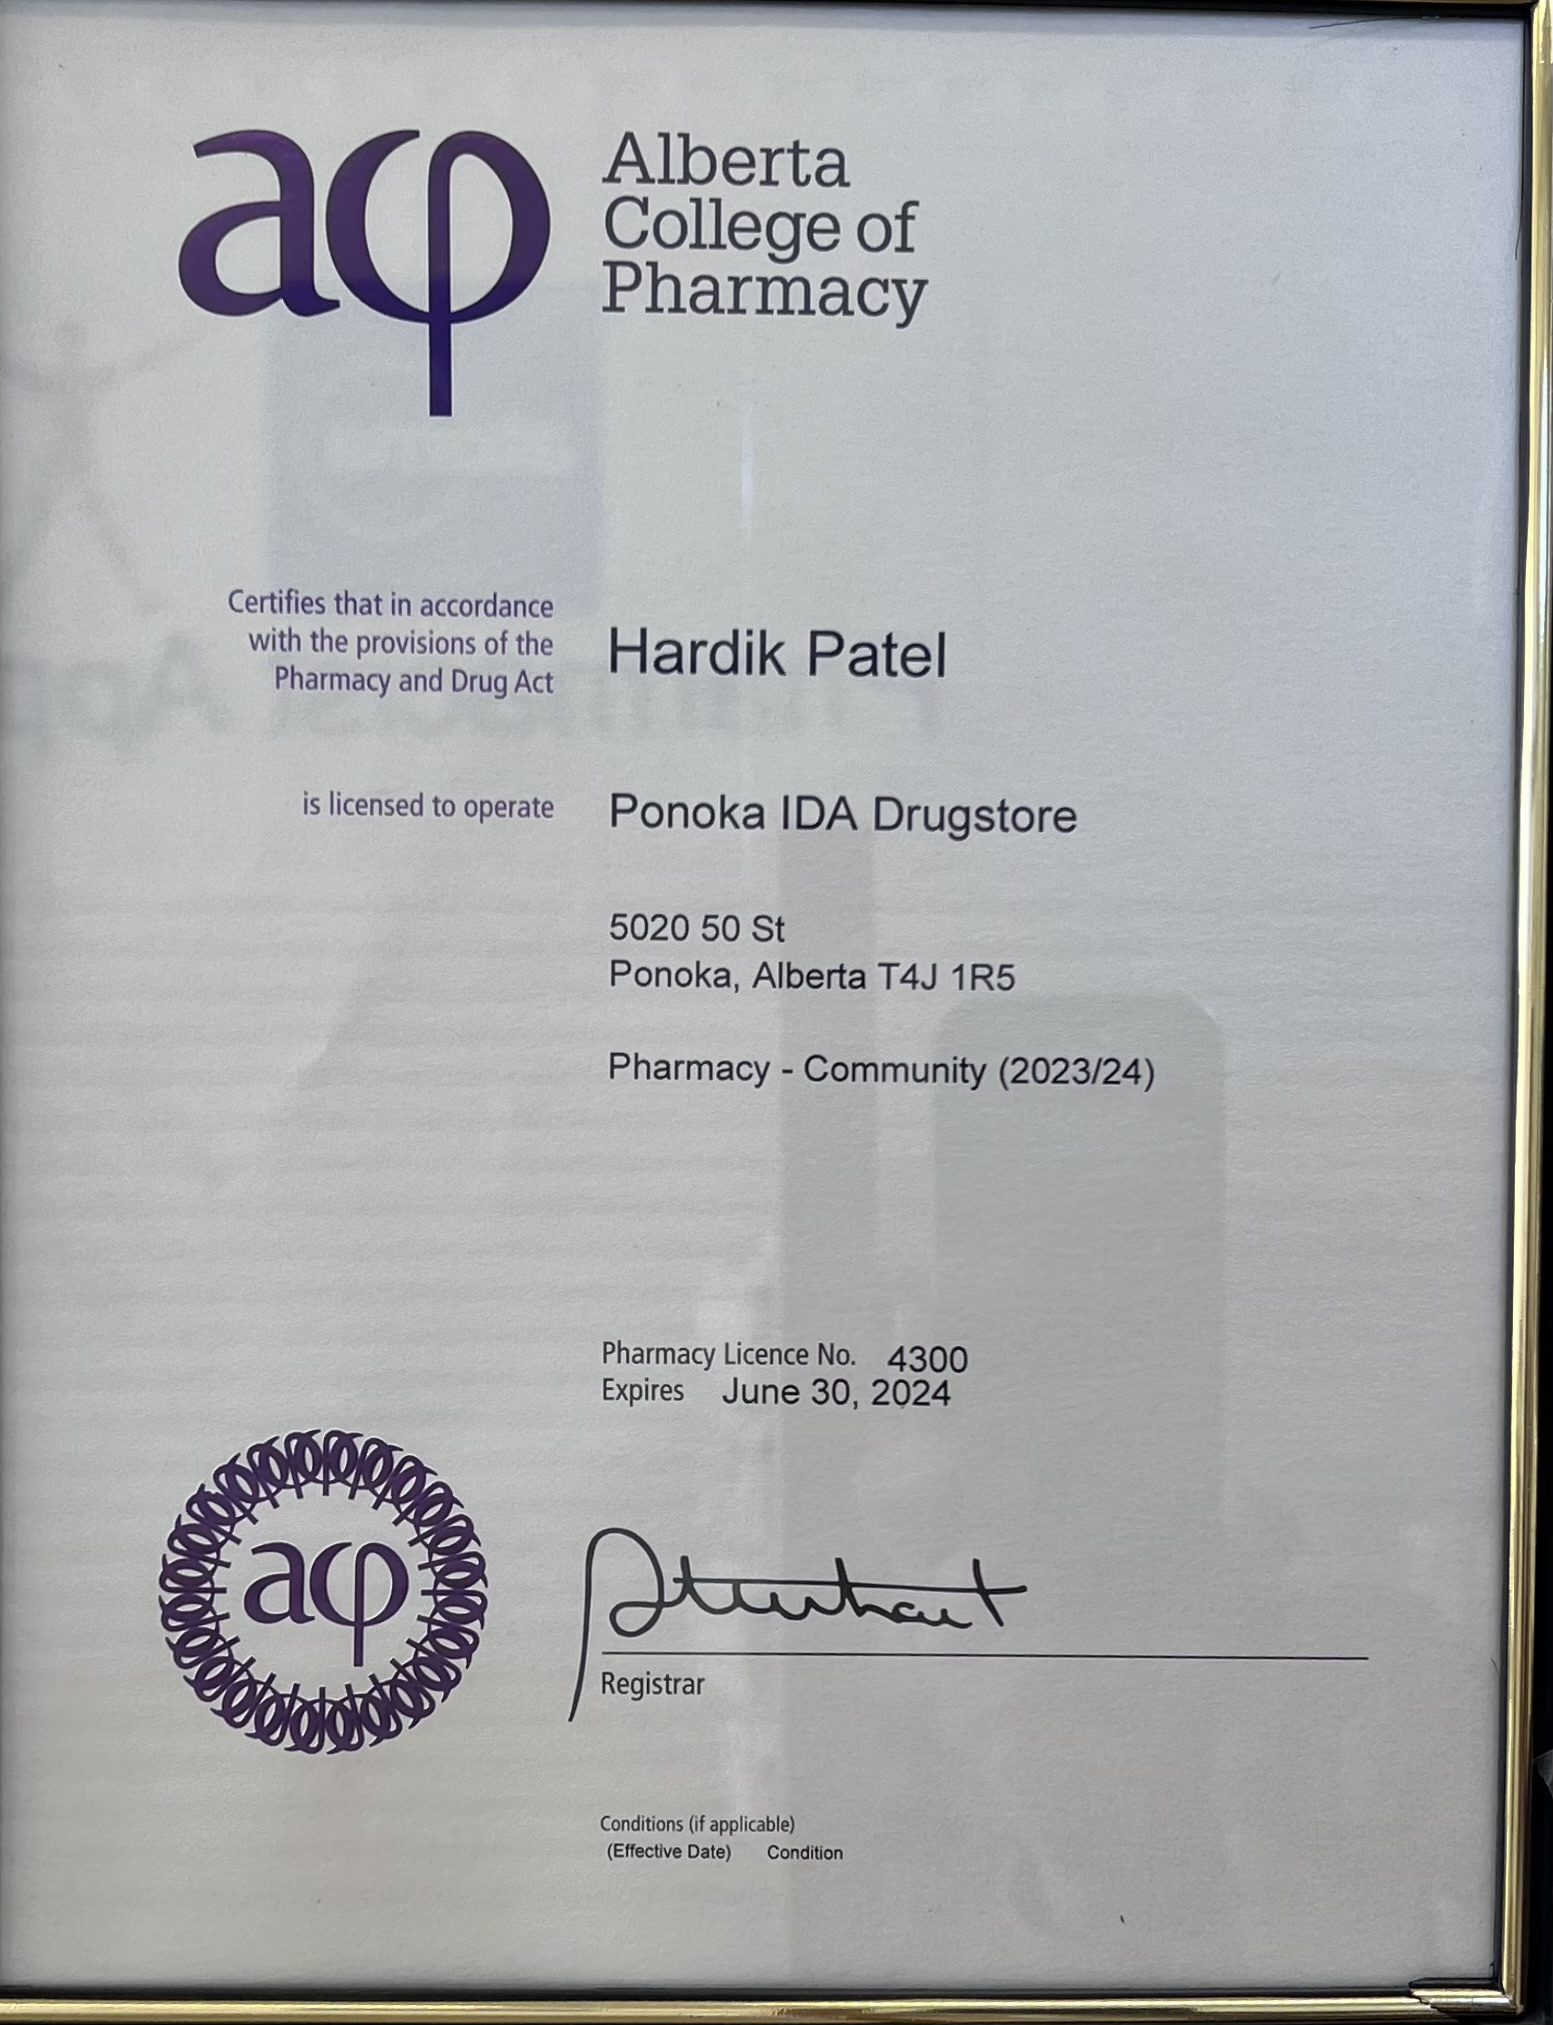 acp
Alberta
College of
Pharmacy
Certifies that in accordance
with the provisions of the
Pharmacy and Drug Act
Hardik Patel
is licensed to operate
Ponoka IDA Drugstore
5020 50 St
Ponoka, Alberta T4J 1R5
Pharmacy - Community (2023/24)
Pharmacy Licence No. 4300
Expires June 30, 2024
acp
Registrar
Conditions (if applicable)
(Effective Date) Condition